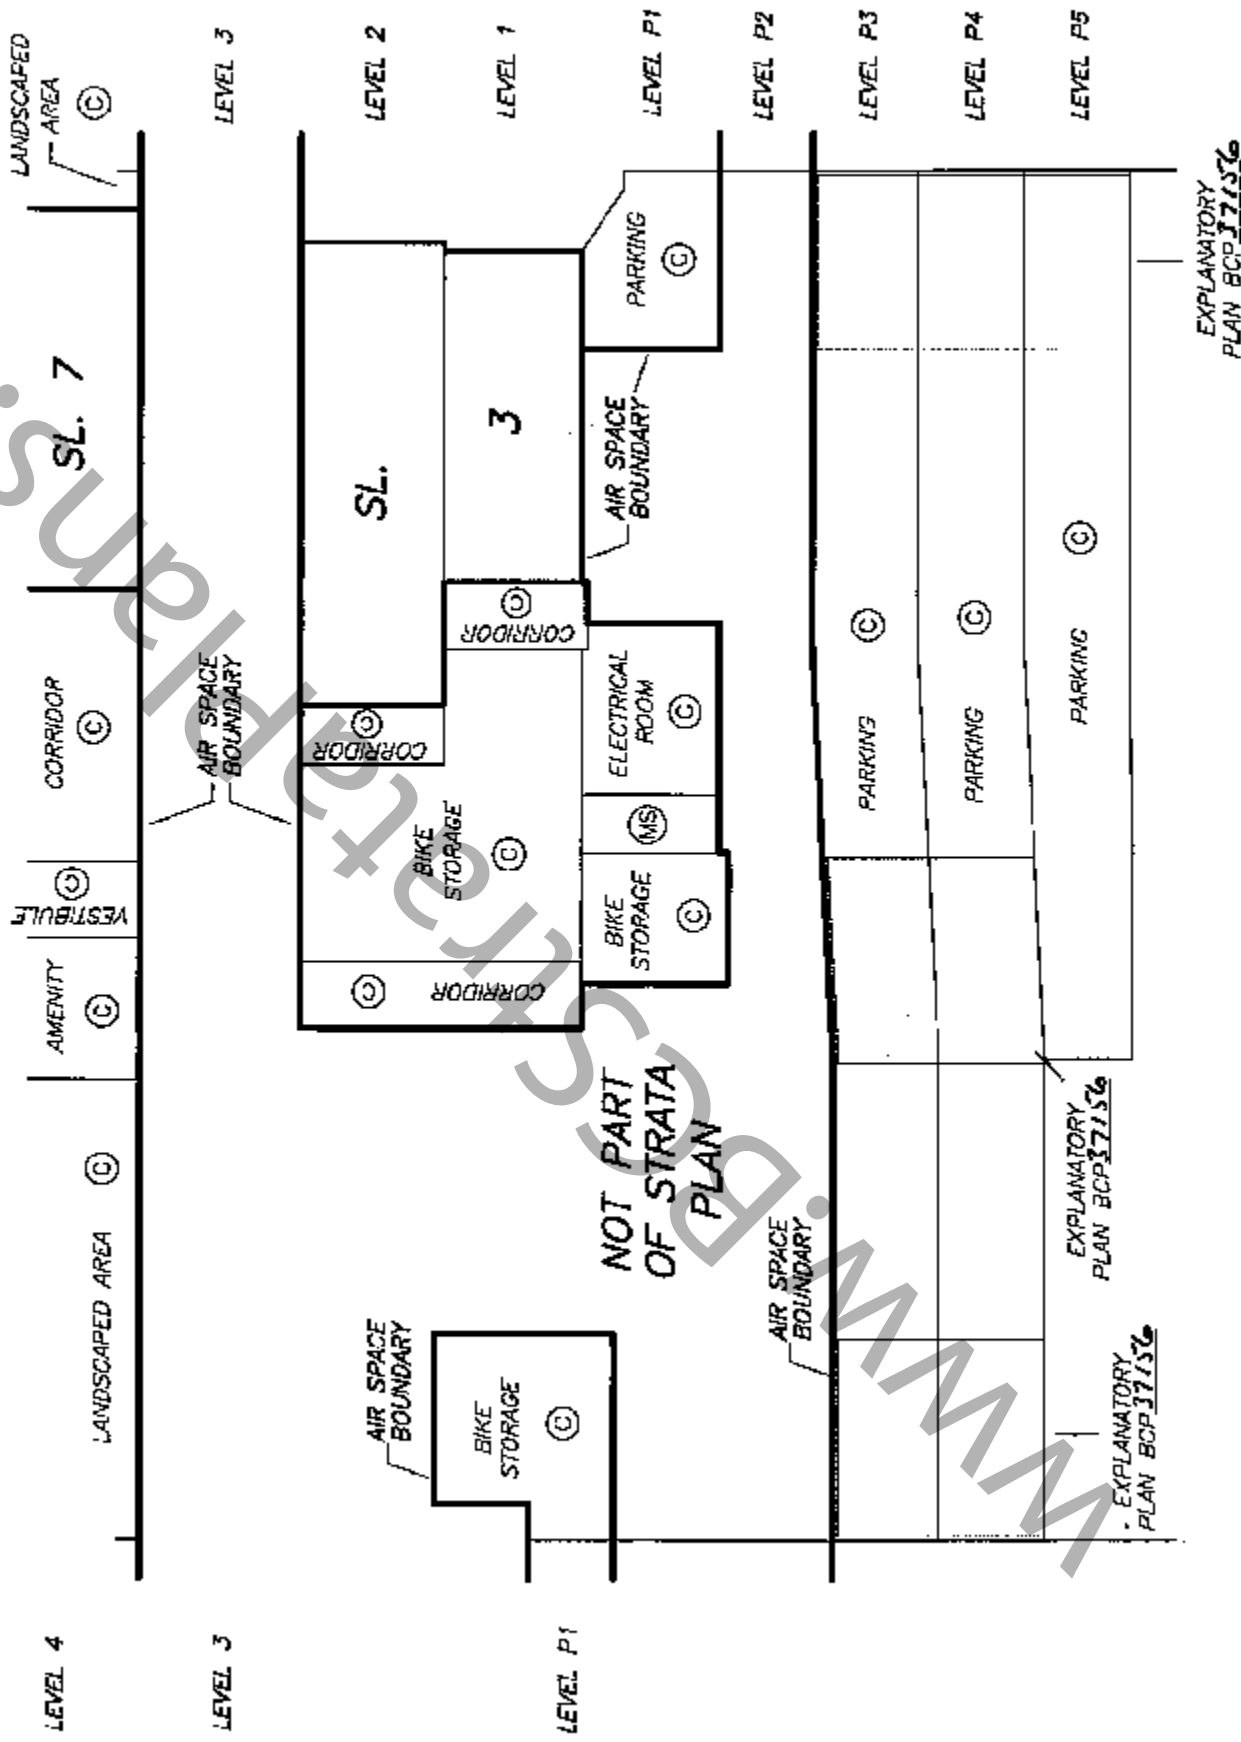 LANDSCAPED
AREA
Ⓒ
SL. 7
CORRIDOR
Ⓒ
VESTIBULE
Ⓒ
AMENITY
Ⓒ
LANDSCAPED AREA
Ⓒ
LEVEL 4
LEVEL 3
LEVEL 3
AIR SPACE
BOUNDARY
LEVEL 2
LEVEL 1
SL.
3
CORRIDOR
Ⓒ
CORRIDOR
Ⓒ
BIKE
STORAGE
Ⓒ
CORRIDOR
Ⓒ
AIR SPACE
BOUNDARY
BIKE
STORAGE
Ⓒ
LEVEL P1
LEVEL P1
PARKING
Ⓒ
AIR SPACE
BOUNDARY
ELECTRICAL
ROOM
Ⓒ
MS
BIKE
STORAGE
Ⓒ
NOT PART
OF STRATA
PLAN
LEVEL P2
AIR SPACE
BOUNDARY
LEVEL P3
PARKING
Ⓒ
LEVEL P4
PARKING
Ⓒ
LEVEL P5
PARKING
Ⓒ
EXPLANATORY
PLAN BCP37156
EXPLANATORY
PLAN BCP37156
EXPLANATORY
PLAN BCP37156
www.BCStrataPlans.